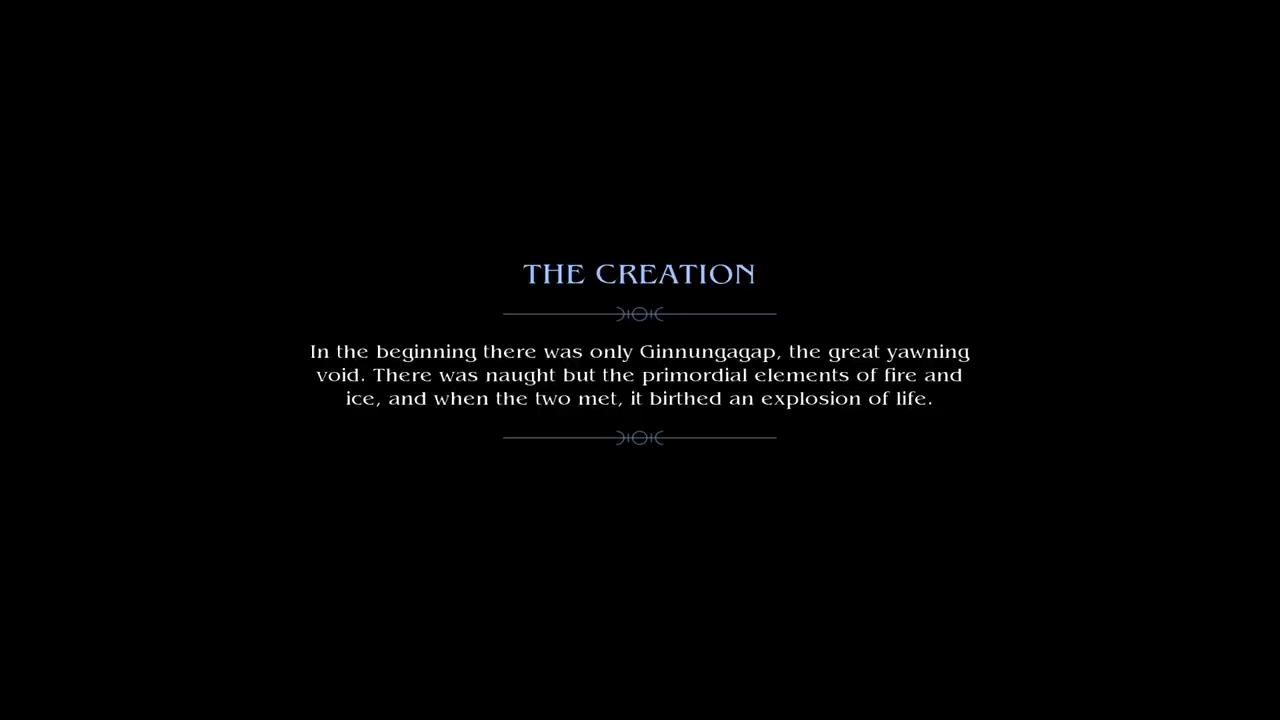 THE CREATION
In the beginning there was only Ginnungagap, the great yawning
void. There was naught but the primordial elements of fire and
ice, and when the two met, it birthed an explosion of life.